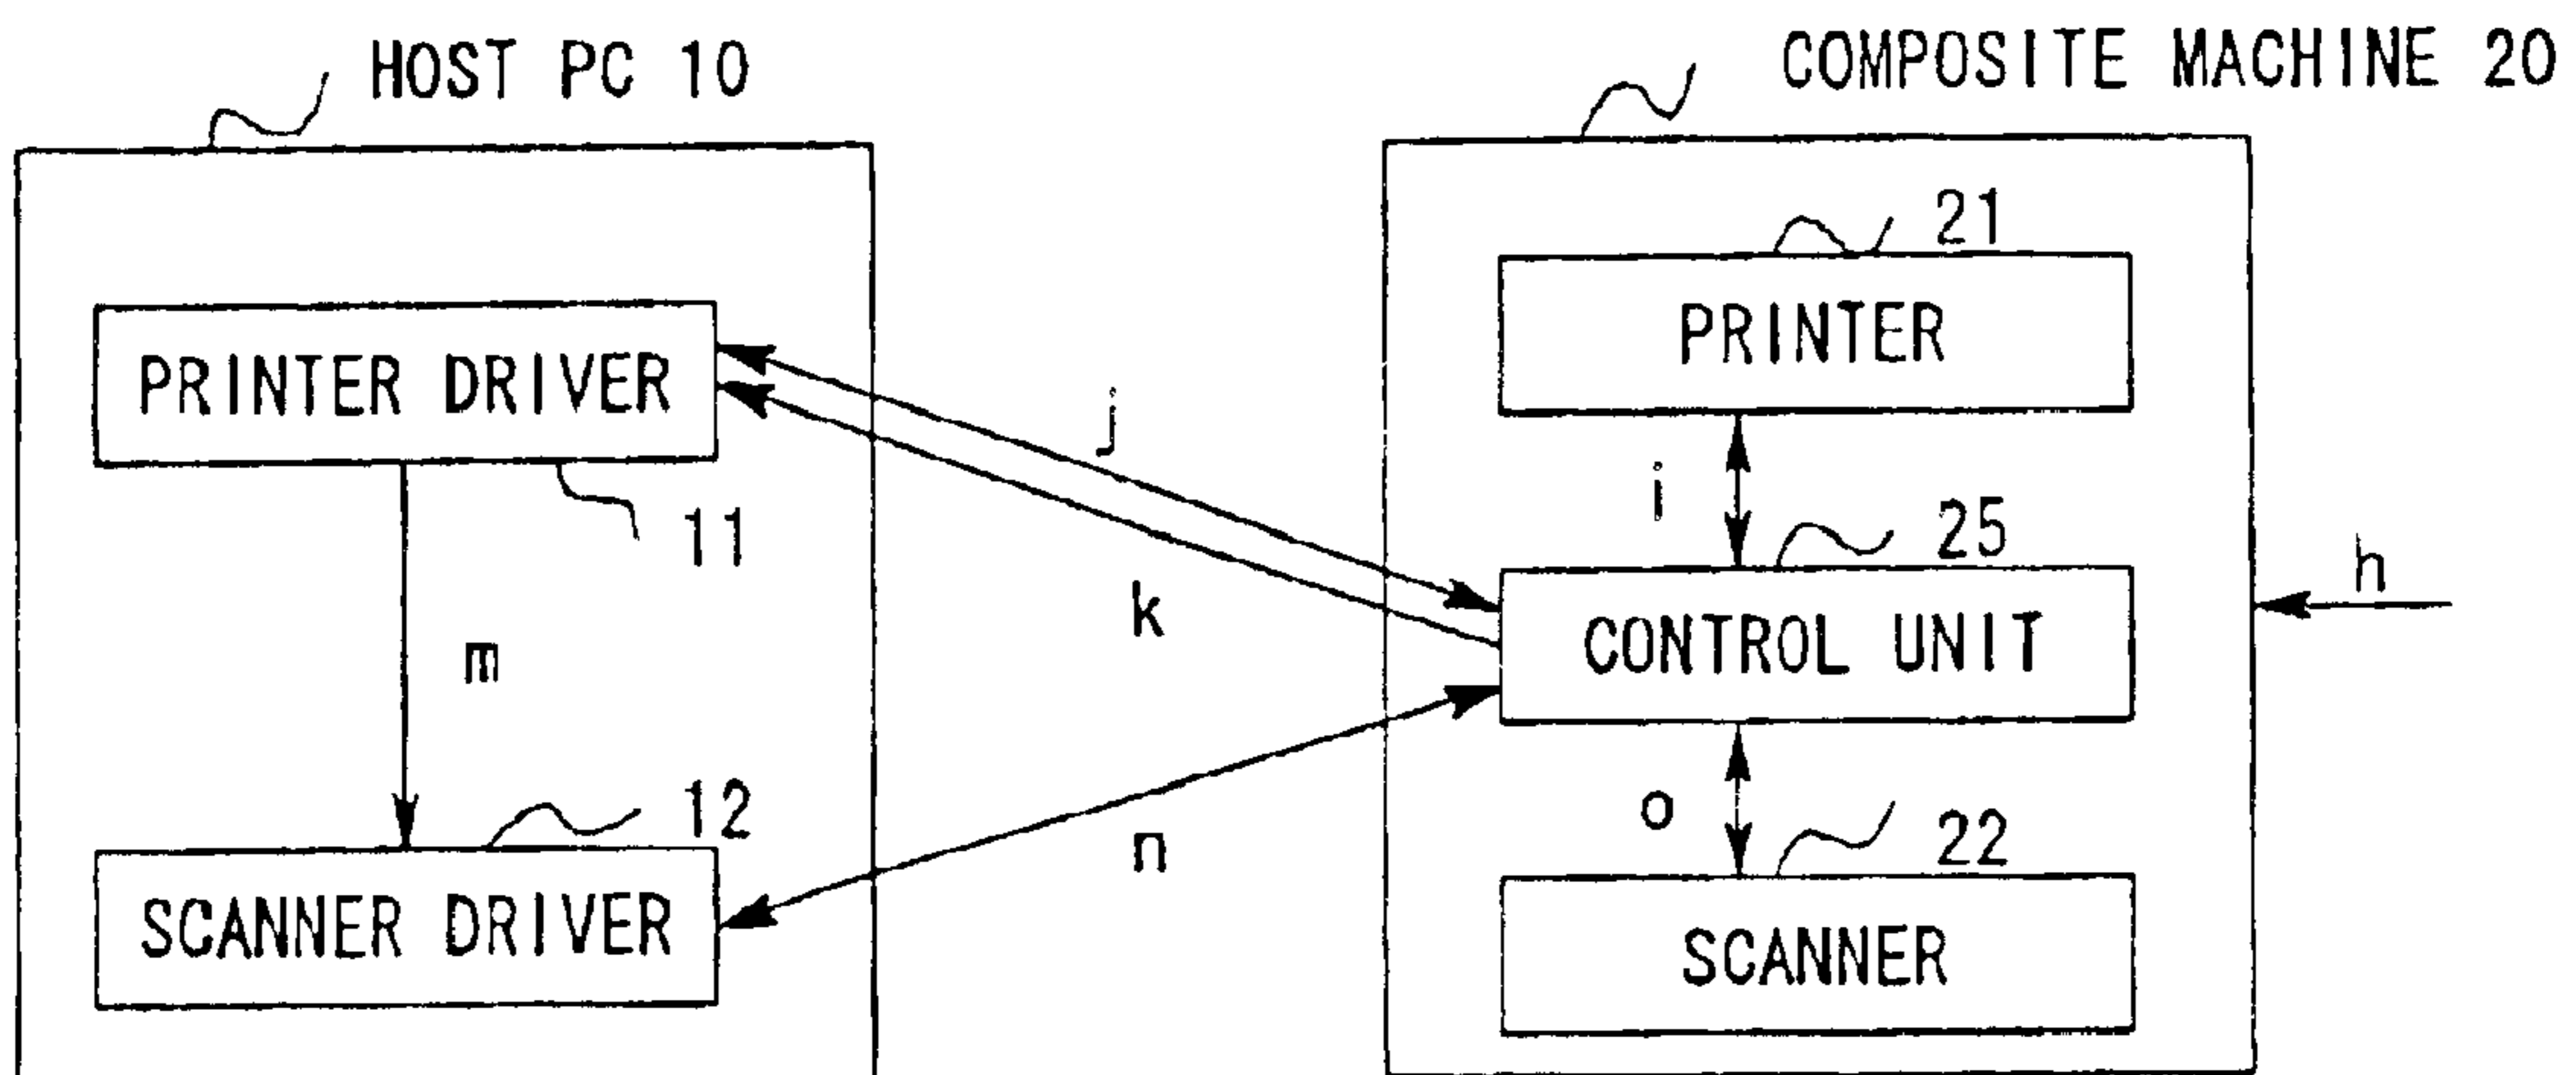 HOST PC 10
COMPOSITE MACHINE 20
21
PRINTER
PRINTER DRIVER
j
i
25
11
h
k
CONTROL UNIT
m
12
o
n
22
SCANNER DRIVER
SCANNER